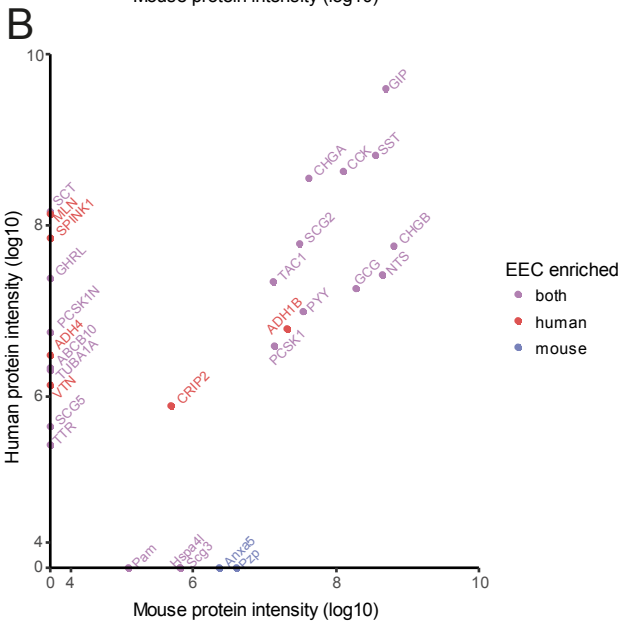 Mouse protein intensity (log10)
B
10
GIP
SST
CCK
CHGA
SCT
MLN
SPINK1
8
SCG2
CHGB
GHRL
TAC1
GCG
NTS
EEC enriched
both
human
mouse
PCSK1N
PYY
ADH1B
ADH4
ABCB10
TUBA1A
PCSK1
VTN
6
CRIP2
SCG5
TTR
Human protein intensity (log10)
4
0
Pam
Hspa4l
Scg3
Anxa5
Pzp
0 4 6 8 10
Mouse protein intensity (log10)